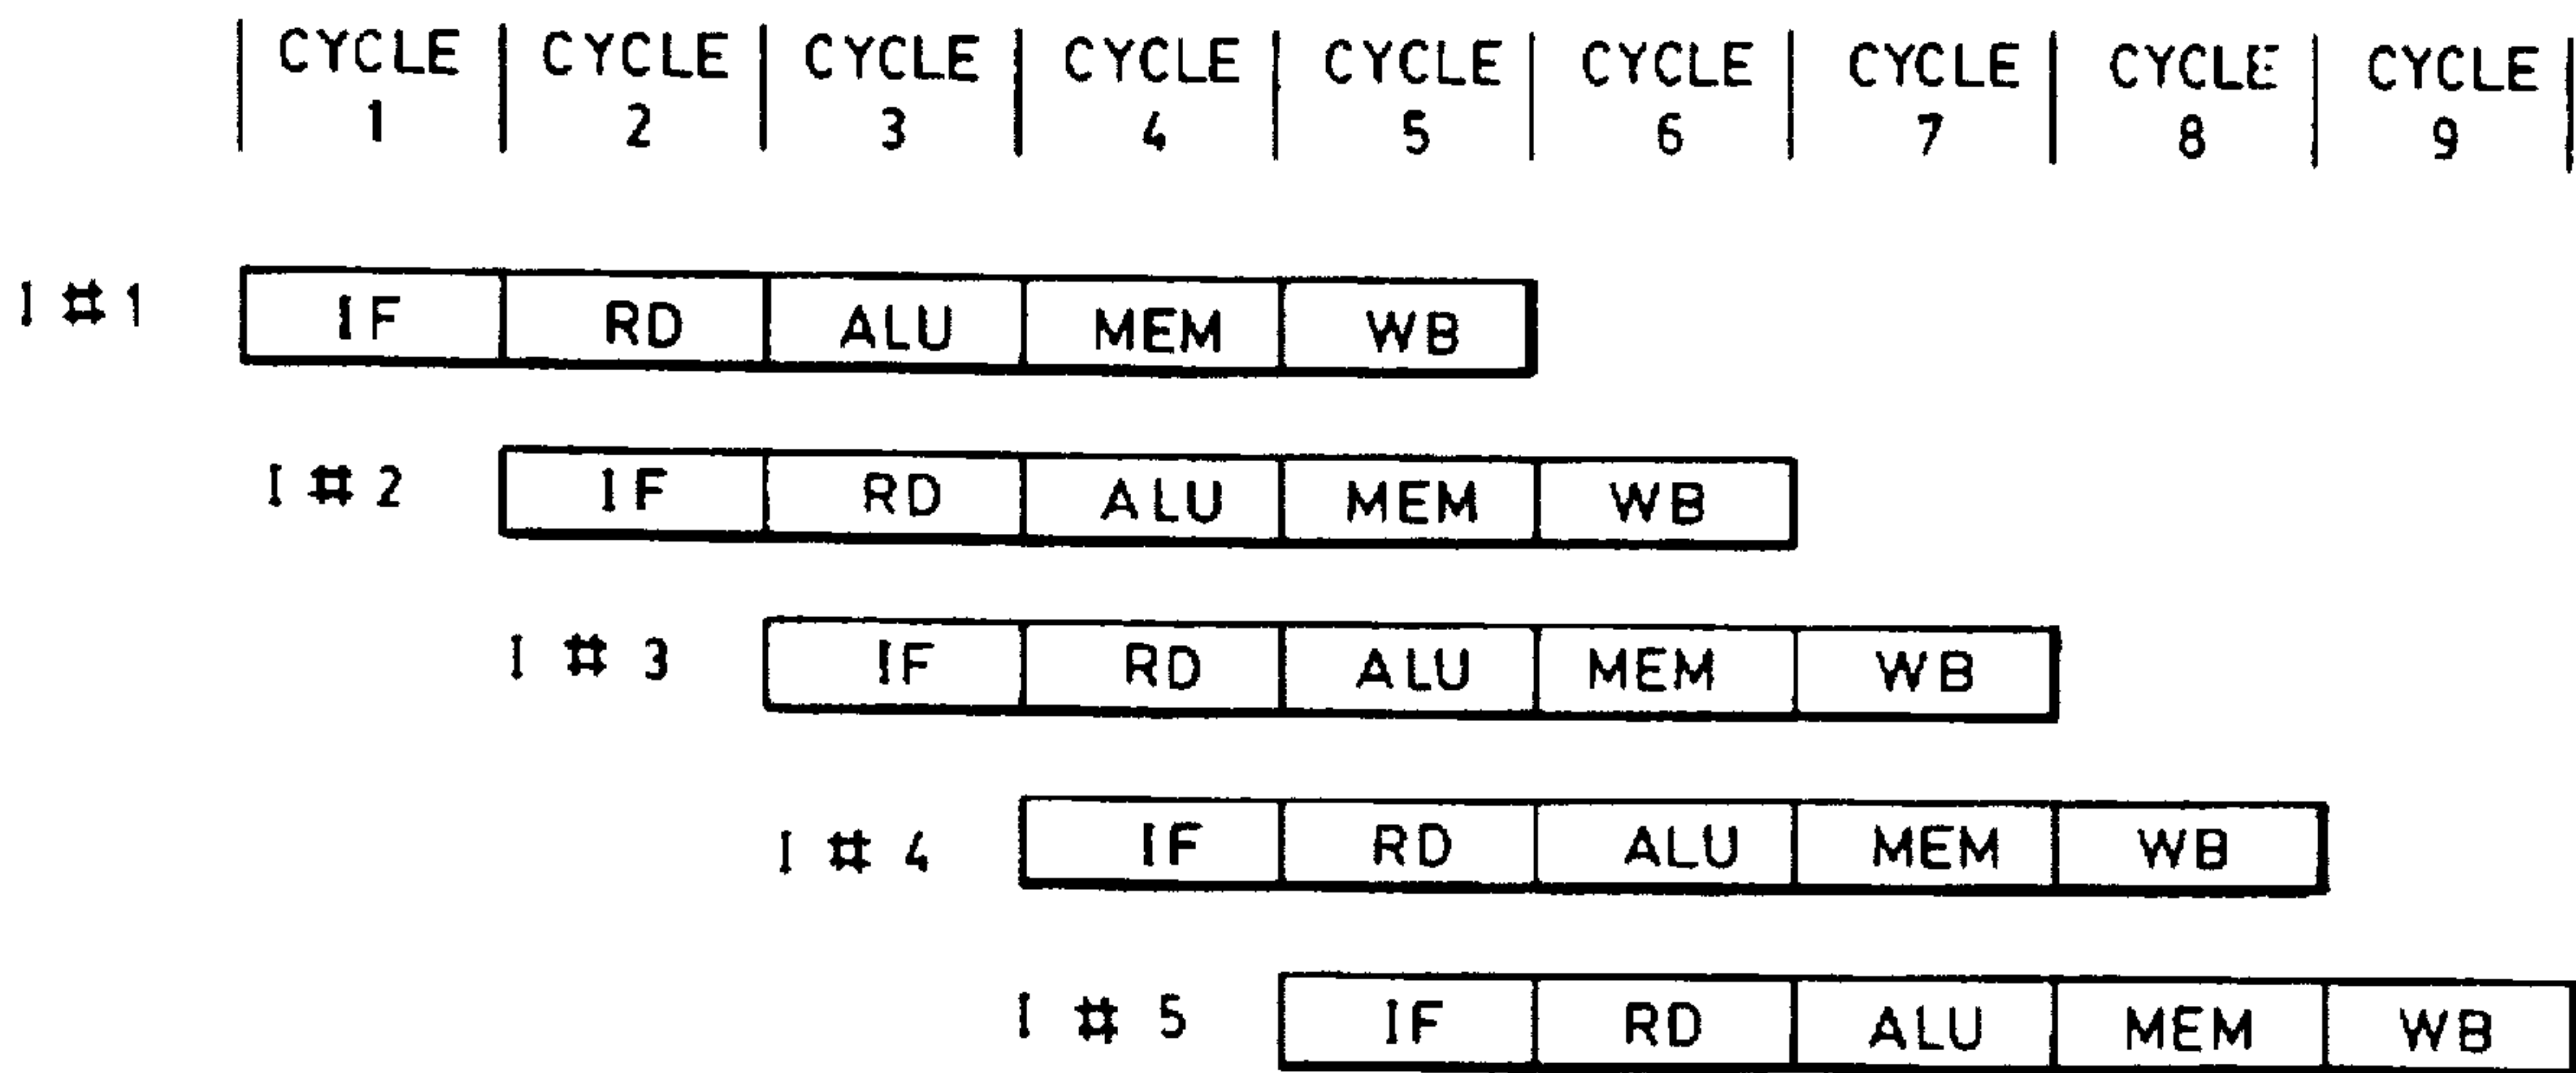 CYCLE 1 CYCLE 2 CYCLE 3 CYCLE 4 CYCLE 5 CYCLE 6 CYCLE 7 CYCLE 8 CYCLE 9
I # 1 IF RD ALU MEM WB
I # 2 IF RD ALU MEM WB
I # 3 IF RD ALU MEM WB
I # 4 IF RD ALU MEM WB
I # 5 IF RD ALU MEM WB